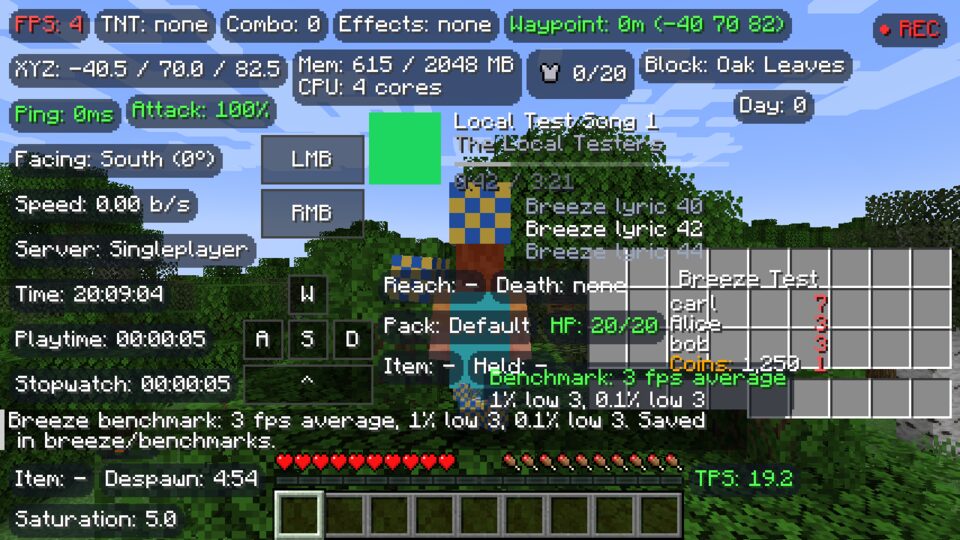 FPS: 4
TNT: none
Combo: 0
Effects: none
Waypoint: 0m (-40 70 82)
REC
XYZ: -40.5 / 70.0 / 82.5
Mem: 615 / 2048 MB
CPU: 4 cores
0/20
Block: Oak Leaves
Day: 0
Ping: 0ms
Attack: 100%
Local Test Song 1
The Local Testers
0:42 / 3:21
Facing: South (0°)
LMB
Speed: 0.00 b/s
RMB
Breeze lyric 40
Breeze lyric 42
Breeze lyric 44
Server: Singleplayer
Time: 20:09:04
W
Reach: - Death: none
Breeze Test
carl 7
Alice 3
bob 3
Coins: 1,250 1
Playtime: 00:00:05
A S D
Pack: Default
HP: 20/20
Stopwatch: 00:00:05
^
Item: - Held: -
Benchmark: 3 fps average
1% low 3, 0.1% low 3
Breeze benchmark: 3 fps average, 1% low 3, 0.1% low 3. Saved
in breeze/benchmarks.
Item: -
Despawn: 4:54
TPS: 19.2
Saturation: 5.0